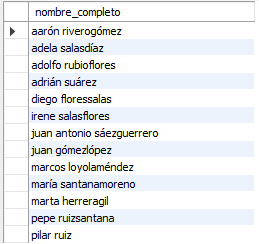 nombre_completo
aarón riverogómez
adela salasdíaz
adolfo rubioflores
adrián suárez
diego floressalas
irene salasflores
juan antonio sáezguerrero
juan gómezlópez
marcos loyolaméndez
maría santanamoreno
marta herreragil
pepe ruizsantana
pilar ruiz